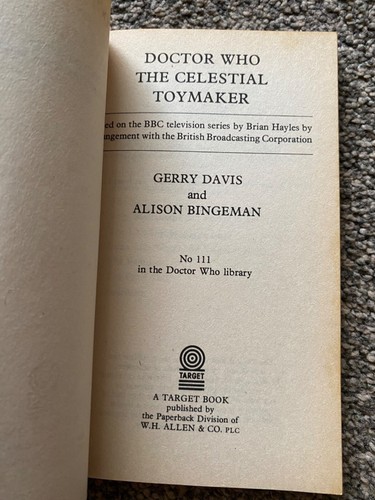 DOCTOR WHO
THE CELESTIAL
TOYMAKER
on the BBC television series by Brian Hayles by
with the British Broadcasting Corporation
GERRY DAVIS
and
ALISON BINGEMAN
No 111
in the Doctor Who library
TARGET
A TARGET BOOK
published by
the Paperback Division of
W.H. ALLEN & CO. PLC